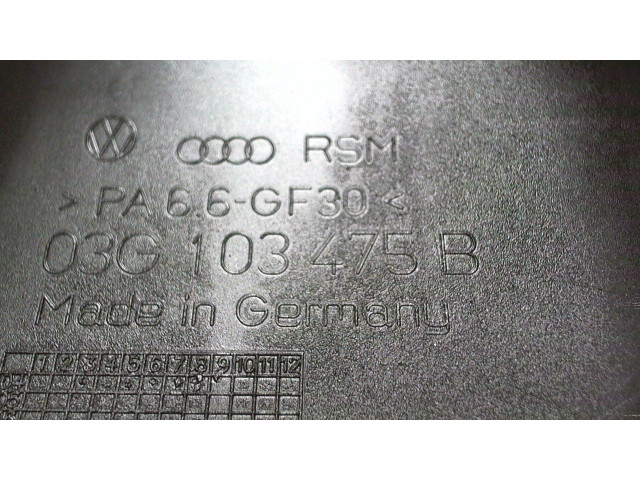 RSM
> PA 6.6-GF30 <
03G 103 475 B
Made in Germany
1 2 3 4 5 6 7 8 9 10 11 12